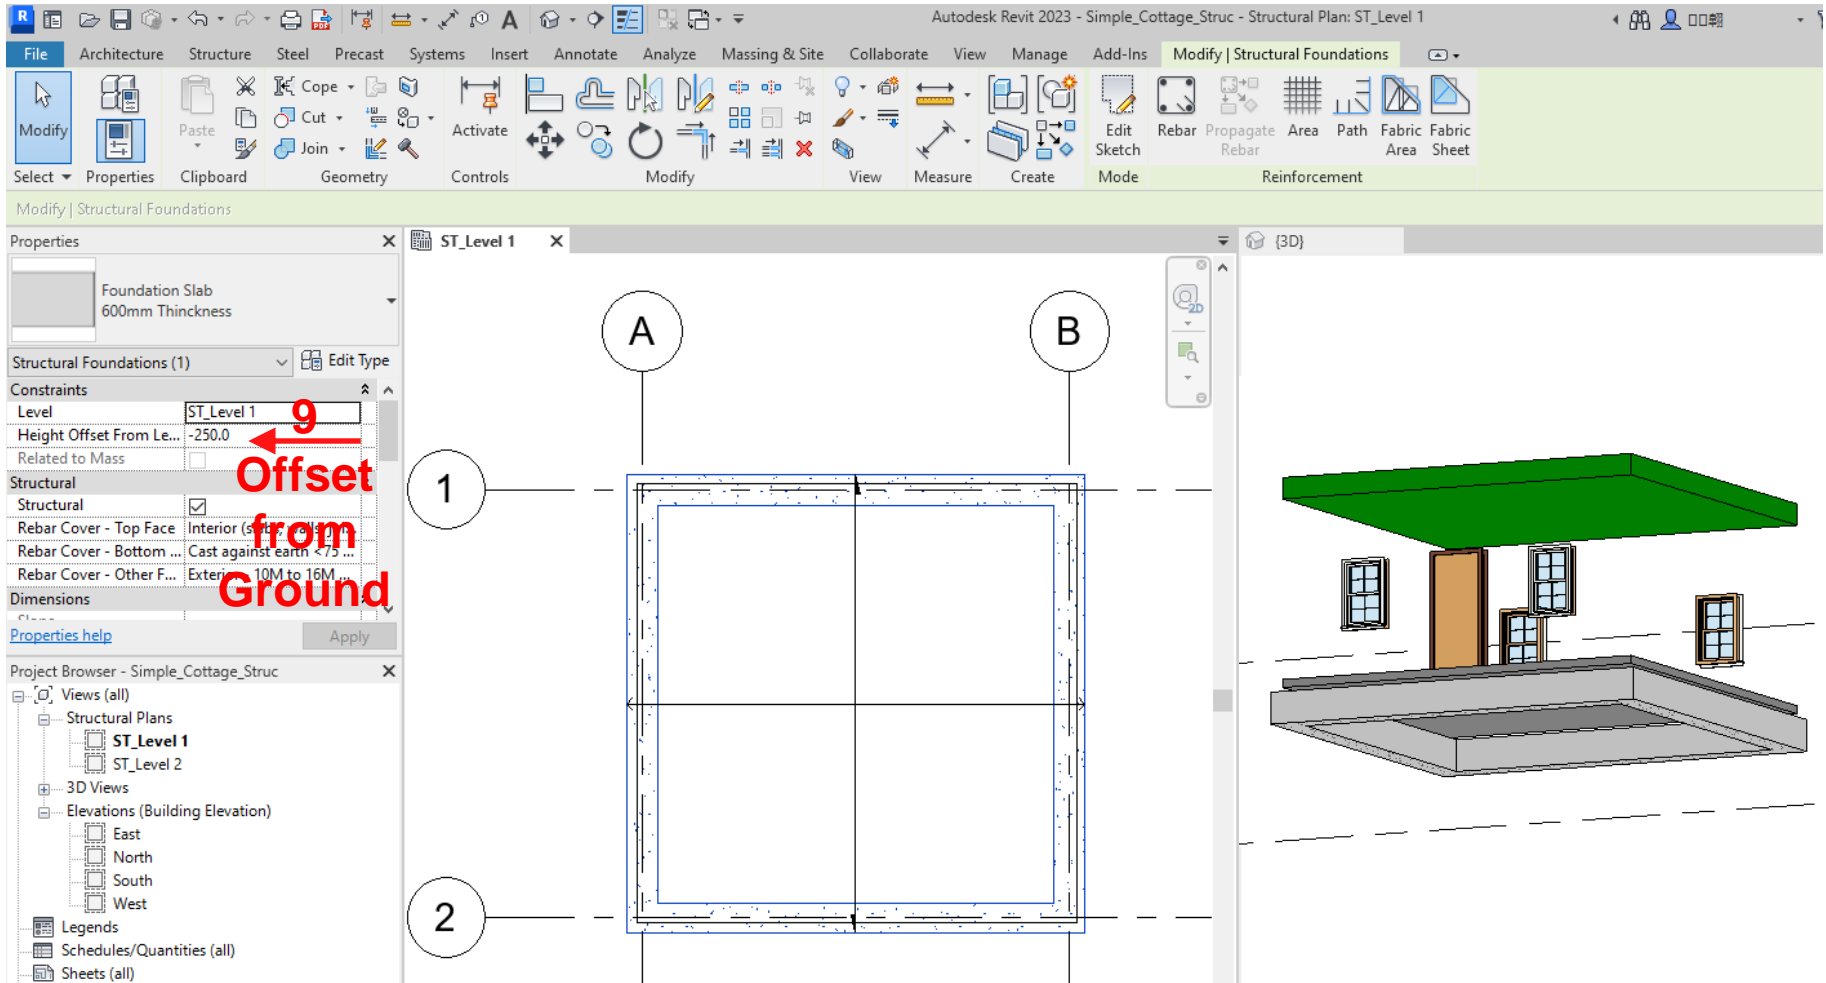 Autodesk Revit 2023 - Simple_Cottage_Struc - Structural Plan: ST_Level 1
File Architecture Structure Steel Precast Systems Insert Annotate Analyze Massing & Site Collaborate View Manage Add-Ins Modify | Structural Foundations
Modify
Paste
Cope
Cut
Join
Activate
Edit Sketch
Rebar
Propagate Rebar
Area
Path
Fabric Area
Fabric Sheet
Select Properties Clipboard Geometry Controls Modify View Measure Create Mode Reinforcement
Modify | Structural Foundations
Properties
ST_Level 1
{3D}
Foundation Slab
600mm Thinckness
Structural Foundations (1)
Edit Type
Constraints
Level ST_Level 1
Height Offset From Le... -250.0
Related to Mass
Structural
Structural
Rebar Cover - Top Face Interior
Rebar Cover - Bottom ... Cast against earth <75 ...
Rebar Cover - Other F... 10M to 16M ...
Dimensions
Properties help
Apply
9
Offset
from
Ground
Project Browser - Simple_Cottage_Struc
Views (all)
Structural Plans
ST_Level 1
ST_Level 2
3D Views
Elevations (Building Elevation)
East
North
South
West
Legends
Schedules/Quantities (all)
Sheets (all)
A
B
1
2
2D